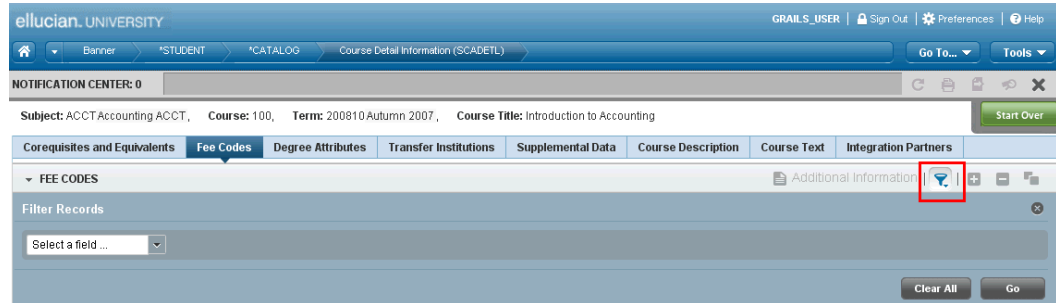 ellucian. UNIVERSITY GRAILS_USER | Sign Out | Preferences | Help
Banner *STUDENT *CATALOG Course Detail Information (SCADETL) Go To... Tools
NOTIFICATION CENTER: 0
Subject: ACCT Accounting ACCT, Course: 100, Term: 200810 Autumn 2007, Course Title: Introduction to Accounting Start Over
Corequisites and Equivalents Fee Codes Degree Attributes Transfer Institutions Supplemental Data Course Description Course Text Integration Partners
FEE CODES Additional Information
Filter Records
Select a field ...
Clear All Go